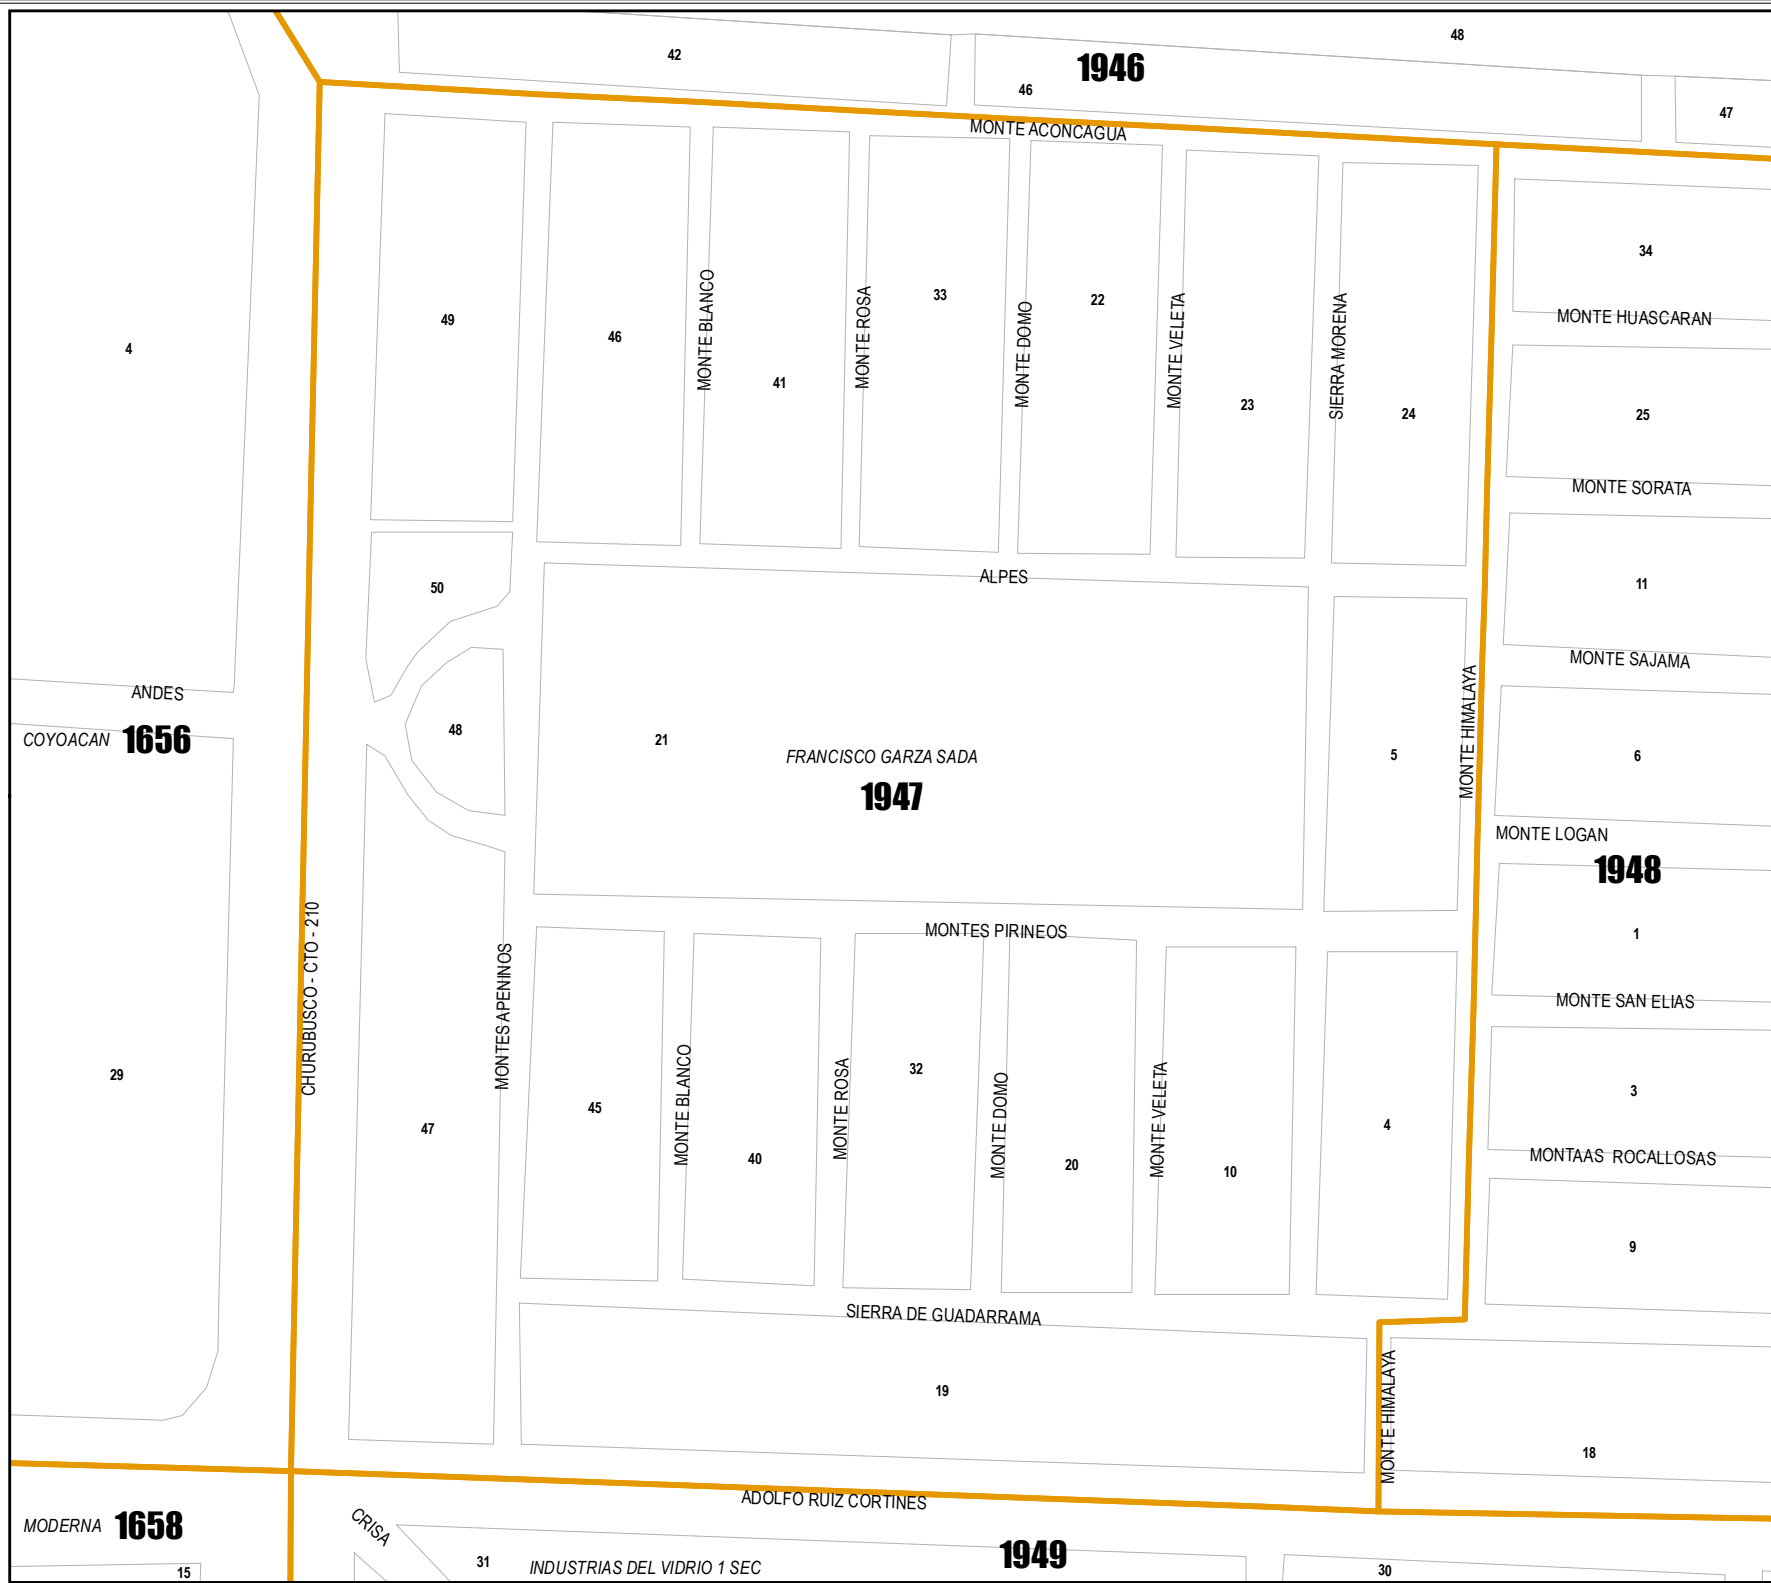 48
42
1946
46
47
MONTE ACONCAGUA
34
MONTE HUASCARAN
MONTE BLANCO
MONTE ROSA
33
MONTE DOMO
22
MONTE VELETA
SIERRA MORENA
49
46
4
41
23
24
25
MONTE SORATA
ALPES
50
11
MONTE SAJAMA
ANDES
COYOACAN 1656
48
21
FRANCISCO GARZA SADA
1947
5
MONTE HIMALAYA
6
MONTE LOGAN
1948
CHURUBUSCO - CTO - 210
MONTES APENINOS
MONTES PIRINEOS
1
MONTE SAN ELIAS
29
47
45
MONTE BLANCO
40
MONTE ROSA
32
MONTE DOMO
20
MONTE VELETA
10
4
3
MONTAAS ROCALLOSAS
9
SIERRA DE GUADARRAMA
19
MONTE HIMALAYA
18
ADOLFO RUIZ CORTINES
MODERNA 1658
CRISA
15
31
INDUSTRIAS DEL VIDRIO 1 SEC
1949
30